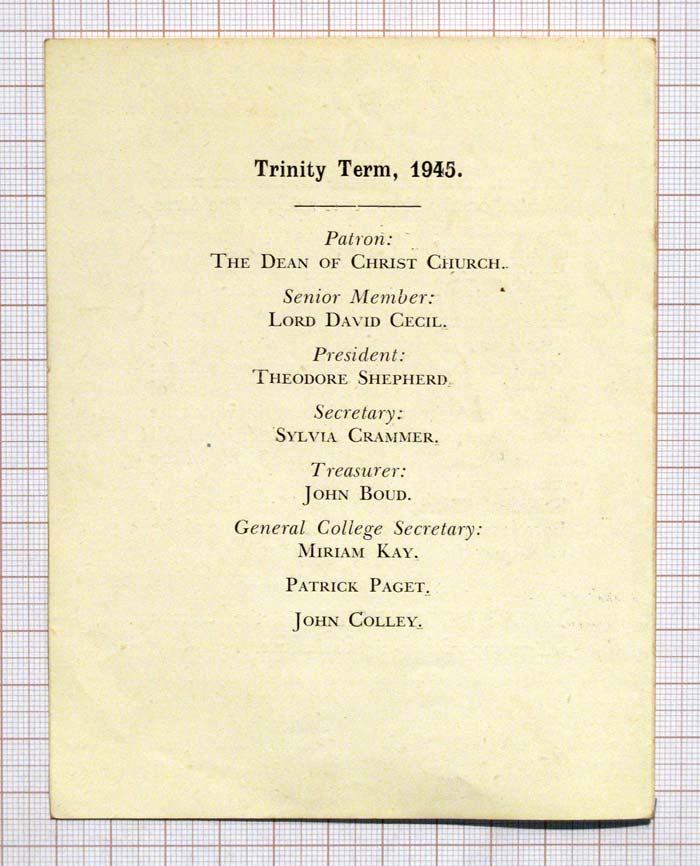 Trinity Term, 1945.
Patron:
The Dean of Christ Church.
Senior Member:
Lord David Cecil.
President:
Theodore Shepherd.
Secretary:
Sylvia Crammer.
Treasurer:
John Boud.
General College Secretary:
Miriam Kay.
Patrick Paget.
John Colley.